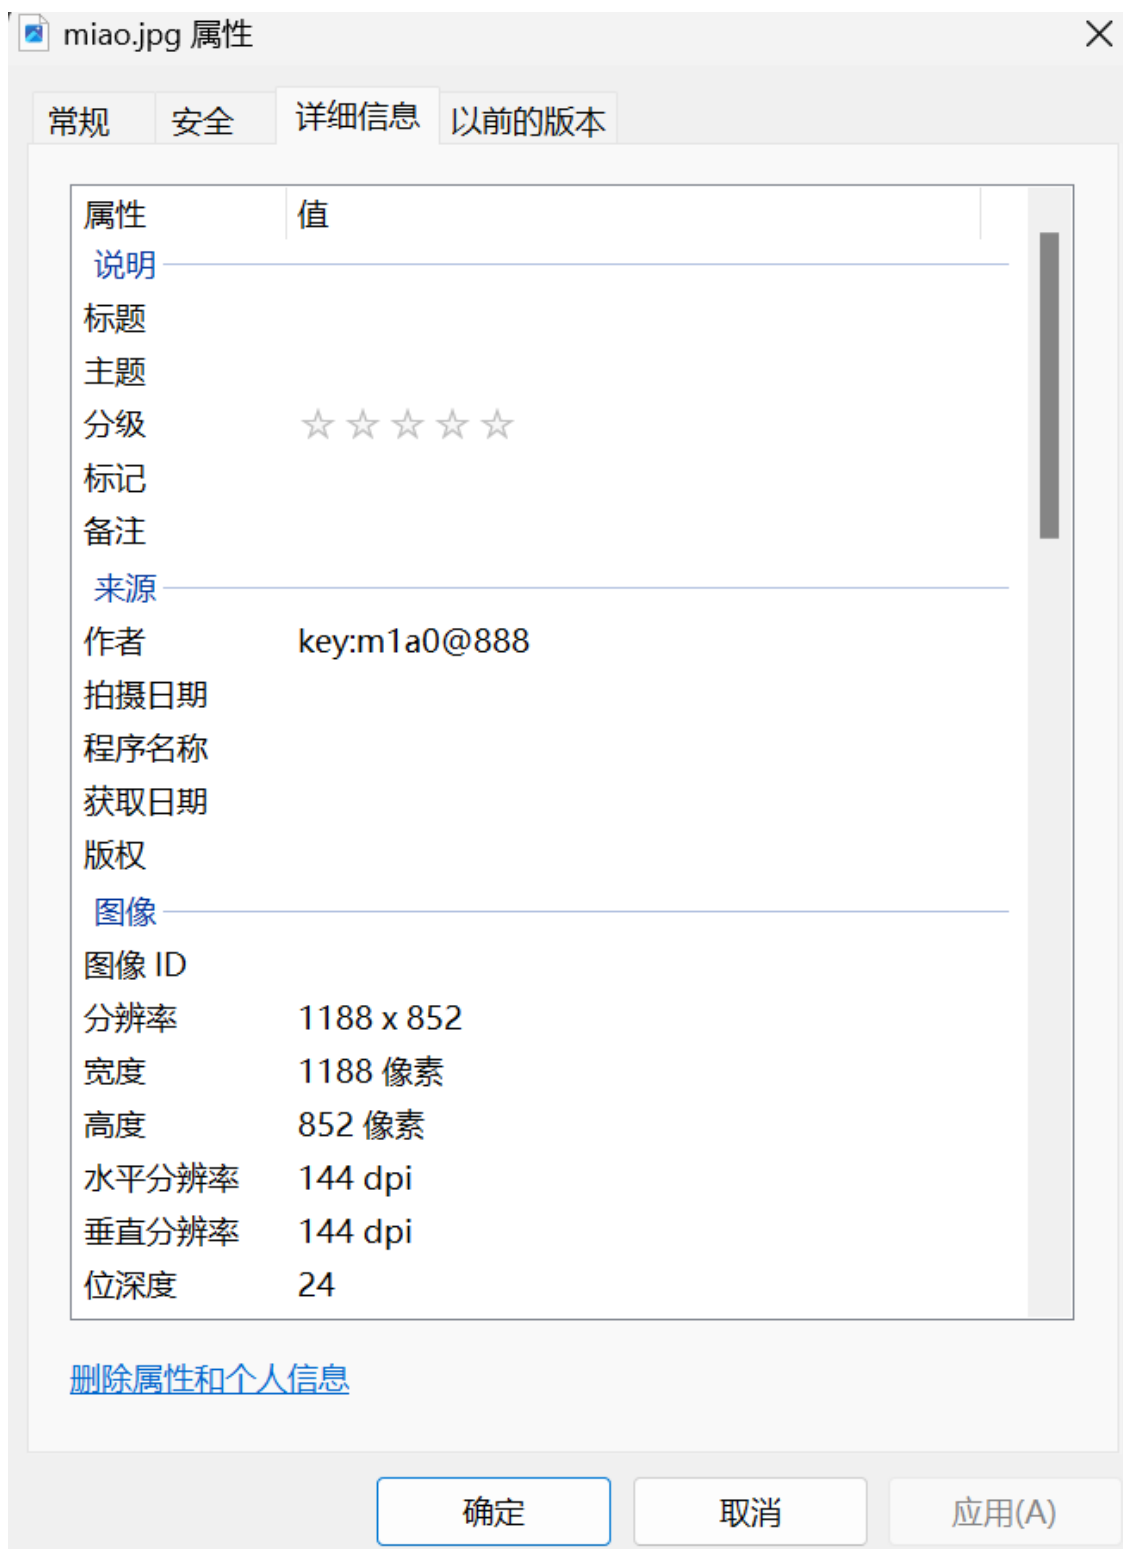 miao.jpg 属性
常规 安全 详细信息 以前的版本
属性 值
说明
标题
主题
分级
标记
备注
来源
作者 key:m1a0@888
拍摄日期
程序名称
获取日期
版权
图像
图像 ID
分辨率 1188 x 852
宽度 1188 像素
高度 852 像素
水平分辨率 144 dpi
垂直分辨率 144 dpi
位深度 24
删除属性和个人信息
确定 取消 应用(A)